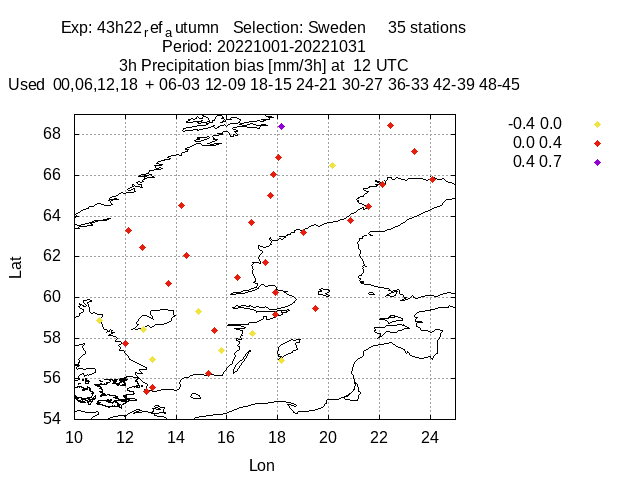 Exp: 43h22refautumn Selection: Sweden 35 stations
Period: 20221001-20221031
3h Precipitation bias [mm/3h] at 12 UTC
Used 00,06,12,18 + 06-03 12-09 18-15 24-21 30-27 36-33 42-39 48-45
-0.4 0.0
0.0 0.4
0.4 0.7
68
66
64
62
60
58
56
54
Lat
10 12 14 16 18 20 22 24
Lon